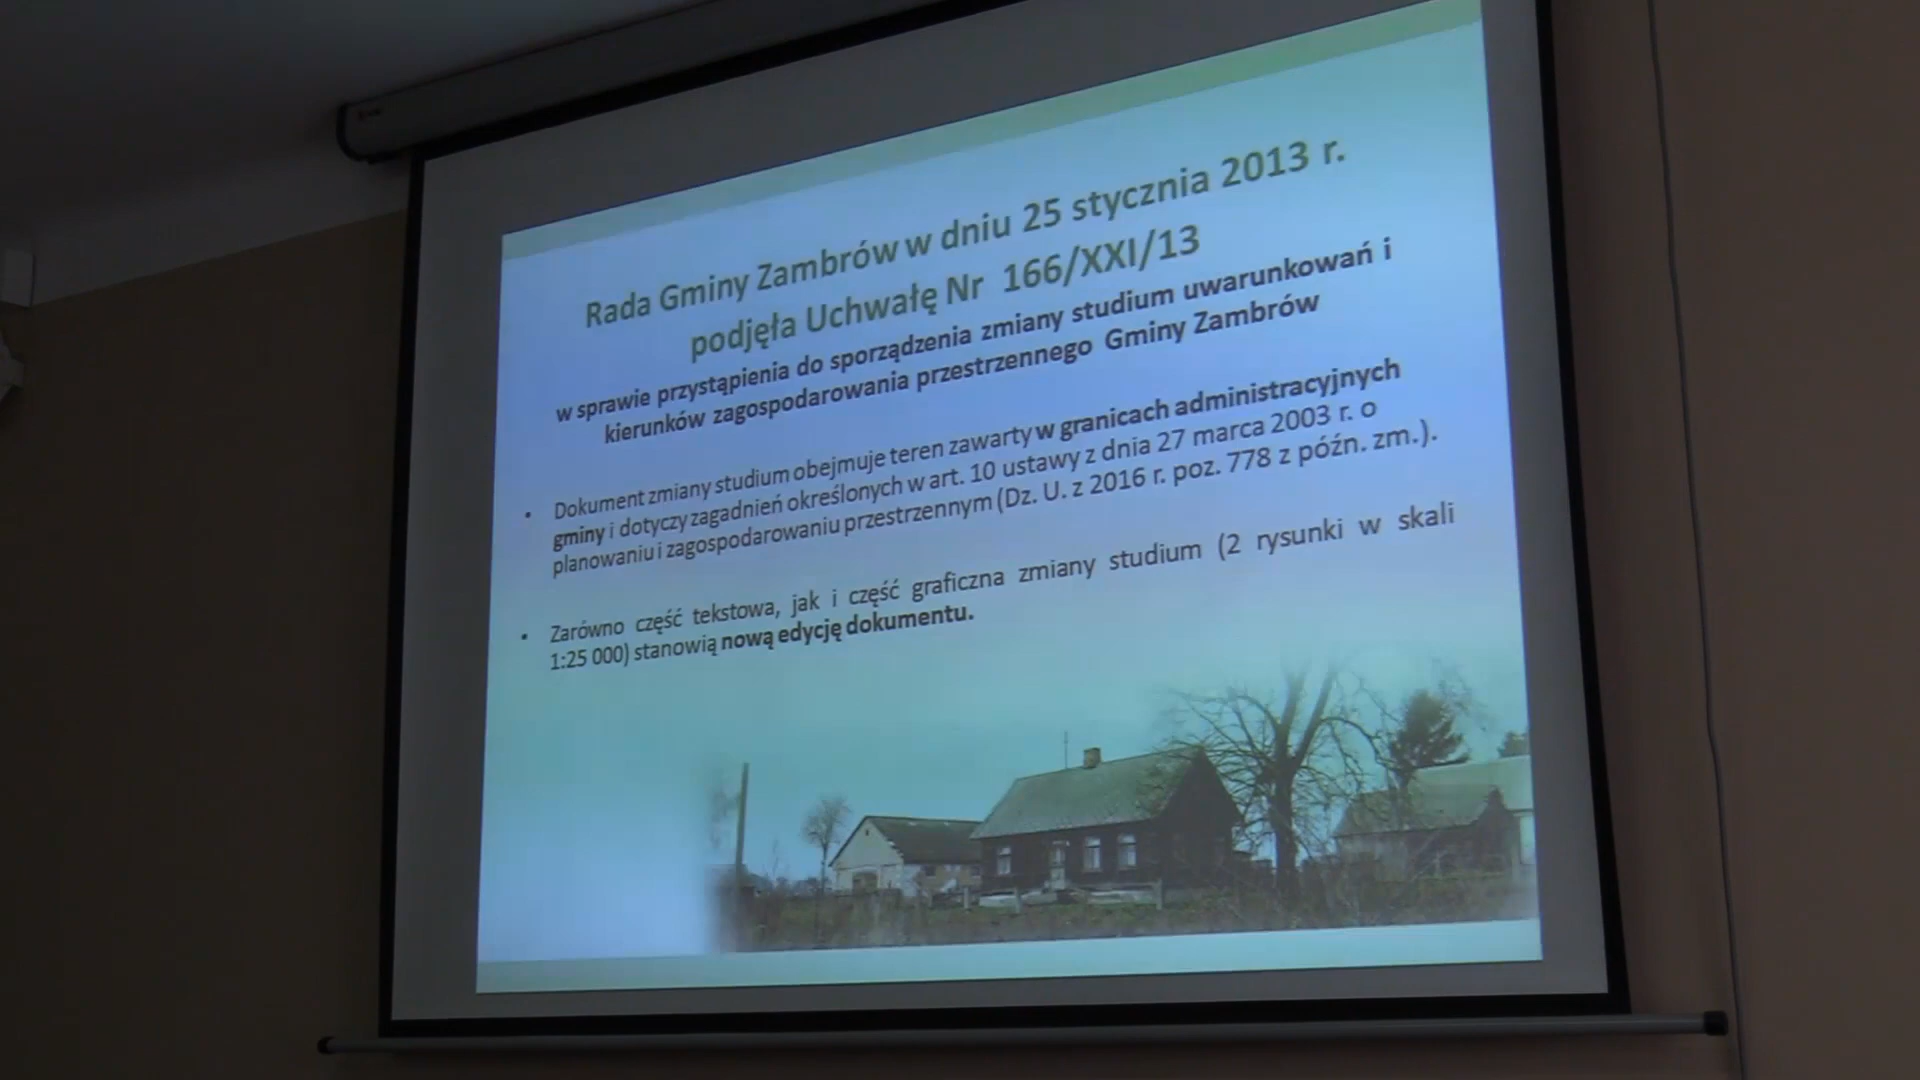 Rada Gminy Zambrów w dniu 25 stycznia 2013 r.
podjęła Uchwałę Nr 166/XXI/13
w sprawie przystąpienia do sporządzenia zmiany studium uwarunkowań i
kierunków zagospodarowania przestrzennego Gminy Zambrów
• Dokument zmiany studium obejmuje teren zawarty w granicach administracyjnych
gminy i dotyczy zagadnień określonych w art. 10 ustawy z dnia 27 marca 2003 r. o
planowaniu i zagospodarowaniu przestrzennym (Dz. U. z 2016 r. poz. 778 z późn. zm.).
• Zarówno część tekstowa, jak i część graficzna zmiany studium (2 rysunki w skali
1:25 000) stanowią nową edycję dokumentu.